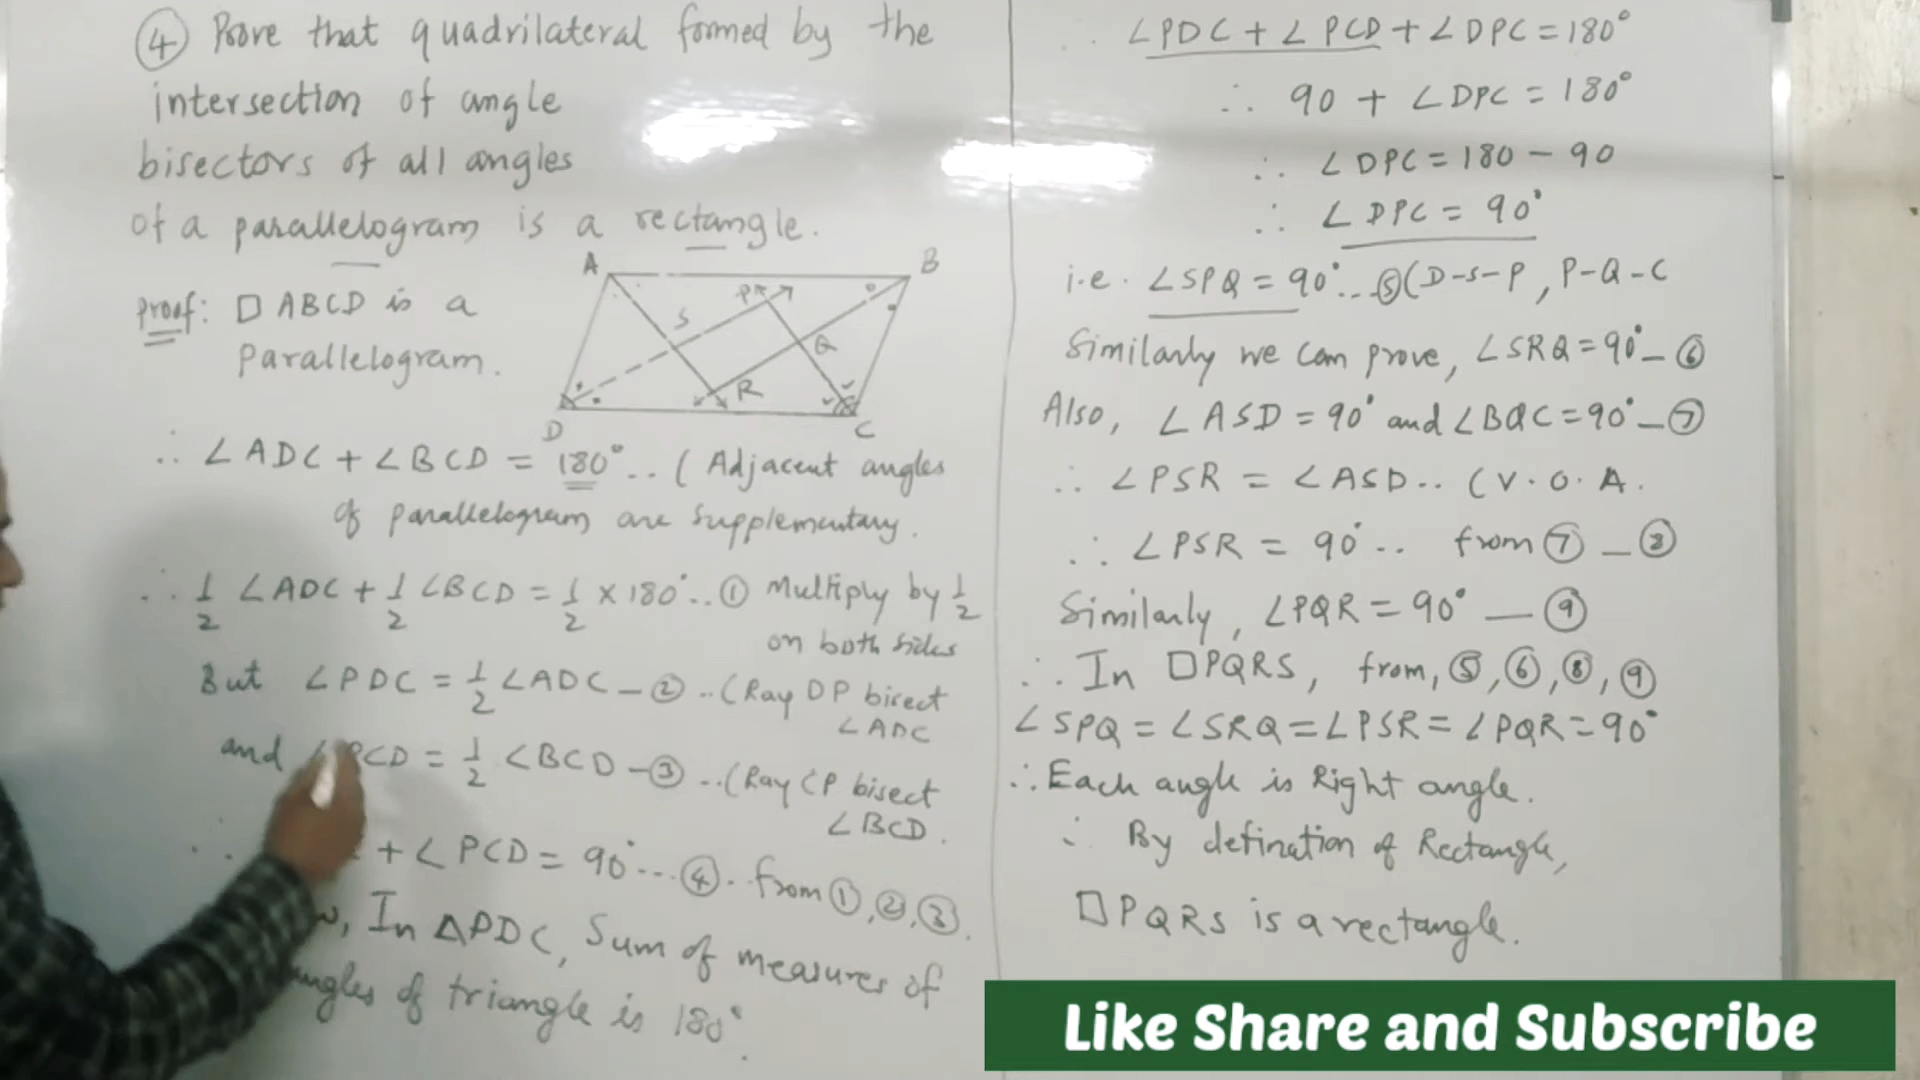 ④ Prove that quadrilateral formed by the
intersection of angle
bisectors of all angles
of a parallelogram is a rectangle.
Proof: □ ABCD is a
Parallelogram.
A
B
P
S
Q
R
D
C
∴ ∠ADC + ∠BCD = 180°.. ( Adjacent angles
of parallelogram are supplementary.
∴ 1/2 ∠ADC + 1/2 ∠BCD = 1/2 × 180°.. ① Multiply by 1/2
on both sides
But ∠PDC = 1/2 ∠ADC – ② ..(Ray DP bisect
∠ADC
and ∠PCD = 1/2 ∠BCD – ③ ..(Ray CP bisect
∠BCD.
∴ + ∠PCD = 90°...④. from ①,②,③.
In △PDC, Sum of measures of
angles of triangle is 180°.
∴ ∠PDC + ∠PCD + ∠DPC = 180°
∴ 90 + ∠DPC = 180°
∴ ∠DPC = 180 – 90
∴ ∠DPC = 90°
i.e. ∠SPQ = 90°...⑤(D-S-P, P-Q-C
Similarly we can prove, ∠SRQ = 90° – ⑥
Also, ∠ASD = 90° and ∠BQC = 90° – ⑦
∴ ∠PSR = ∠ASD.. (V.O.A.
∴ ∠PSR = 90°.. from ⑦ – ⑧
Similarly, ∠PQR = 90° — ⑨
∴ In □PQRS, from, ⑤,⑥,⑧,⑨
∠SPQ = ∠SRQ = ∠PSR = ∠PQR = 90°
∴ Each angle is Right angle.
∴ By defination of Rectangle,
□PQRS is a rectangle.
Like Share and Subscribe